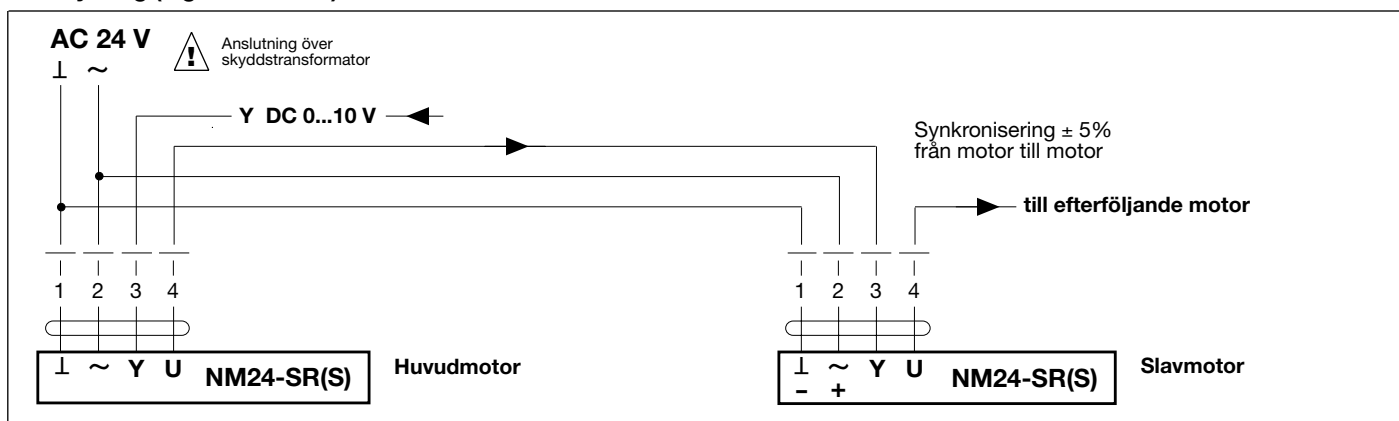 AC 24 V
Anslutning över
skyddstransformator
⊥ ~
Y DC 0...10 V
Synkronisering ± 5%
från motor till motor
till efterföljande motor
1 2 3 4
1 2 3 4
⊥ ~ Y U
NM24-SR(S)
Huvudmotor
⊥ ~ Y U
– +
NM24-SR(S)
Slavmotor